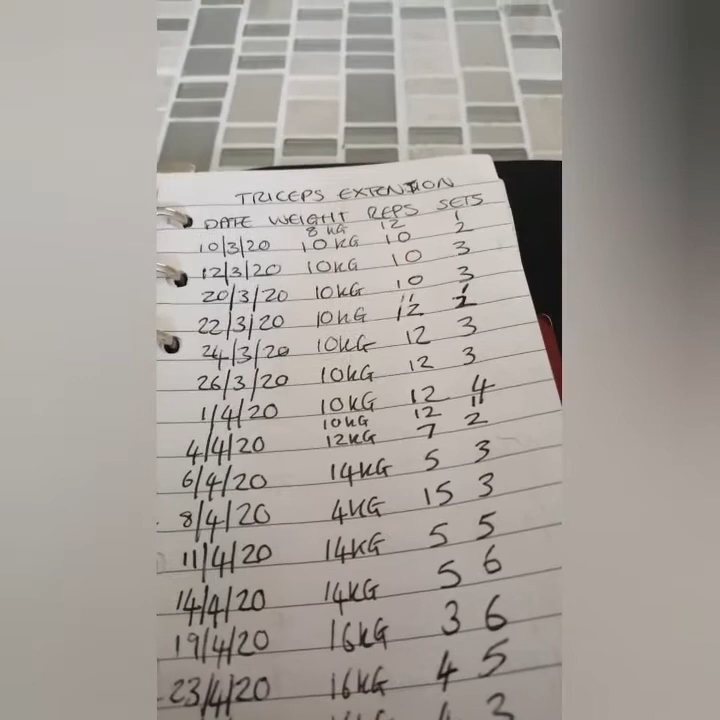 TRICEPS EXTENSION
DATE WEIGHT REPS SETS
8 KG 12 1
10/3/20 10KG 10 2
12/3/20 10KG 10 3
20/3/20 10KG 10 3
22/3/20 10KG 12
24/3/20 10KG 12 3
26/3/20 10KG 12 3
1/4/20 10KG 12 4
10KG 12 1
4/4/20 12KG 7 2
6/4/20 14KG 5 3
8/4/20 4KG 15 3
11/4/20 14KG 5 5
14/4/20 14KG 5 6
19/4/20 16KG 3 6
23/4/20 16KG 4 5